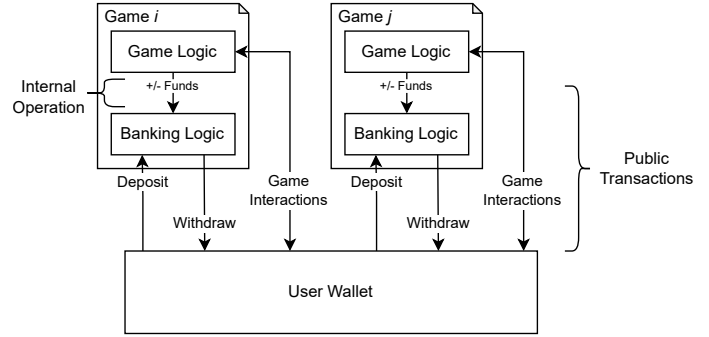 Game i
Game j
Game Logic
Game Logic
Internal
Operation
+/- Funds
+/- Funds
Banking Logic
Banking Logic
Public
Transactions
Deposit
Game
Interactions
Deposit
Game
Interactions
Withdraw
Withdraw
User Wallet